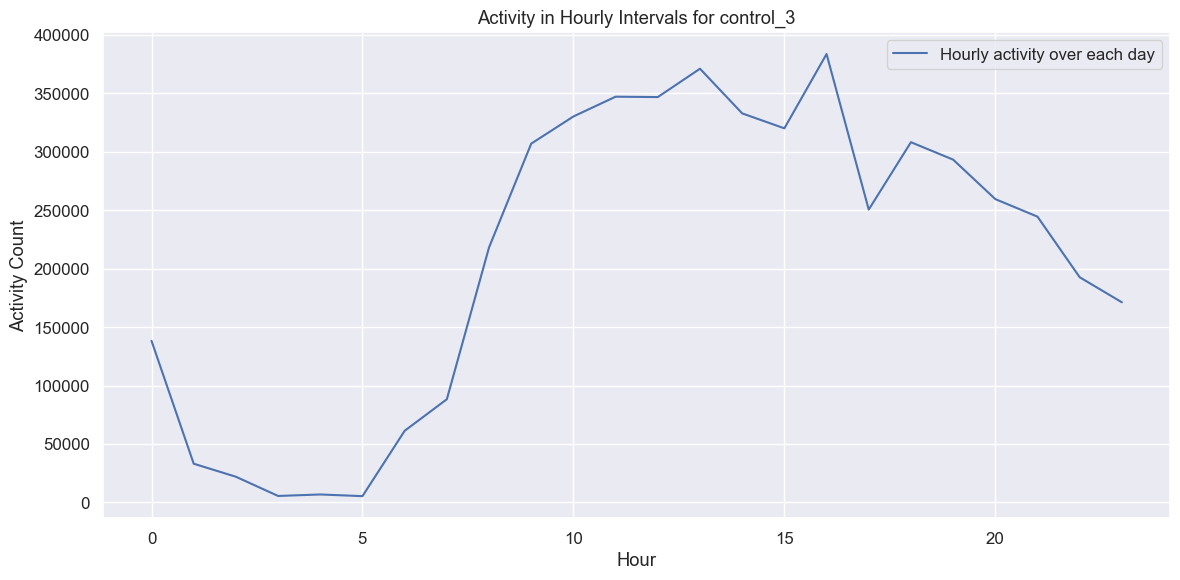 Activity in Hourly Intervals for control_3
Hourly activity over each day
Activity Count
400000
350000
300000
250000
200000
150000
100000
50000
0
0 5 10 15 20
Hour